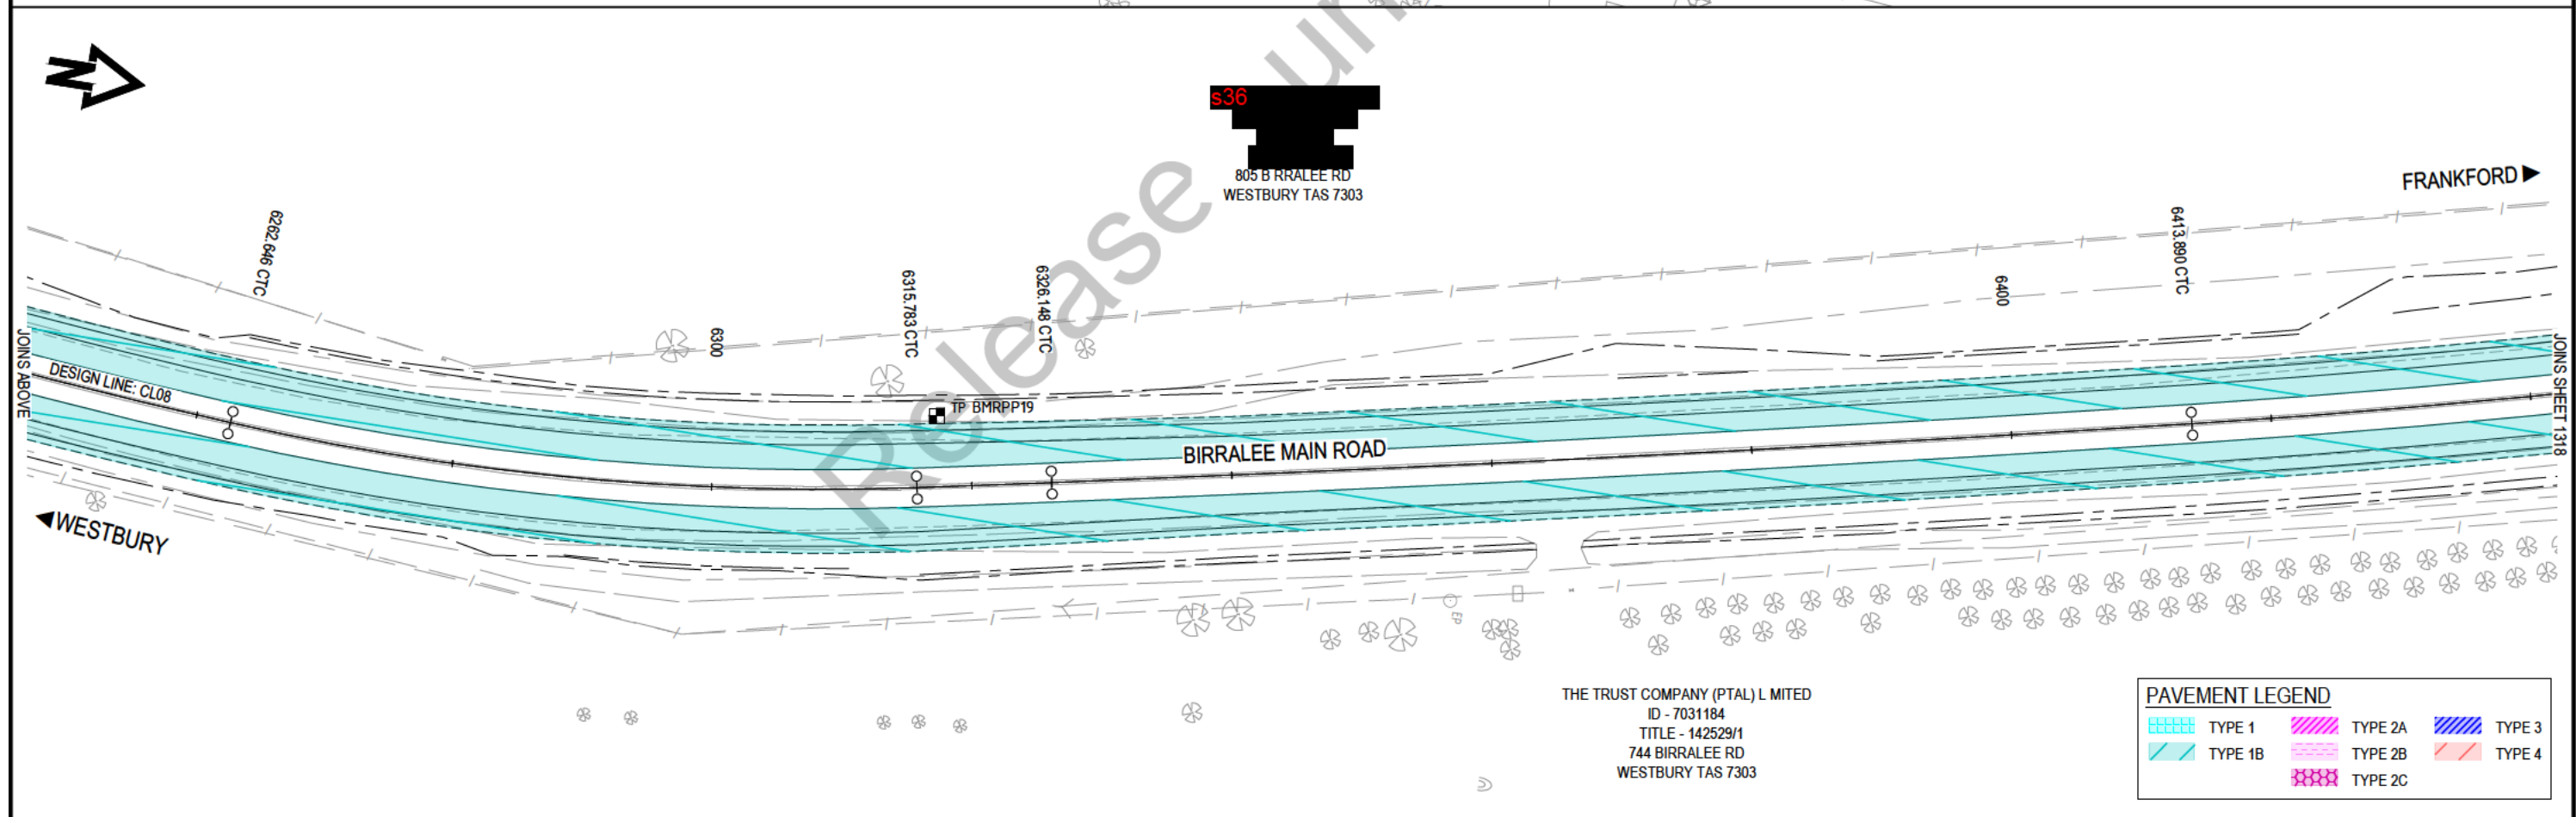 N
s36
805 B RRALEE RD
WESTBURY TAS 7303
FRANKFORD
6262.646 CTC
6315.783 CTC
6326.148 CTC
6300
6400
6413.890 CTC
JOINS ABOVE
DESIGN LINE: CL08
TP BMRPP19
BIRRALEE MAIN ROAD
JOINS SHEET 1318
WESTBURY
EP
THE TRUST COMPANY (PTAL) L MITED
ID - 7031184
TITLE - 142529/1
744 BIRRALEE RD
WESTBURY TAS 7303
PAVEMENT LEGEND
TYPE 1
TYPE 2A
TYPE 3
TYPE 1B
TYPE 2B
TYPE 4
TYPE 2C
Release